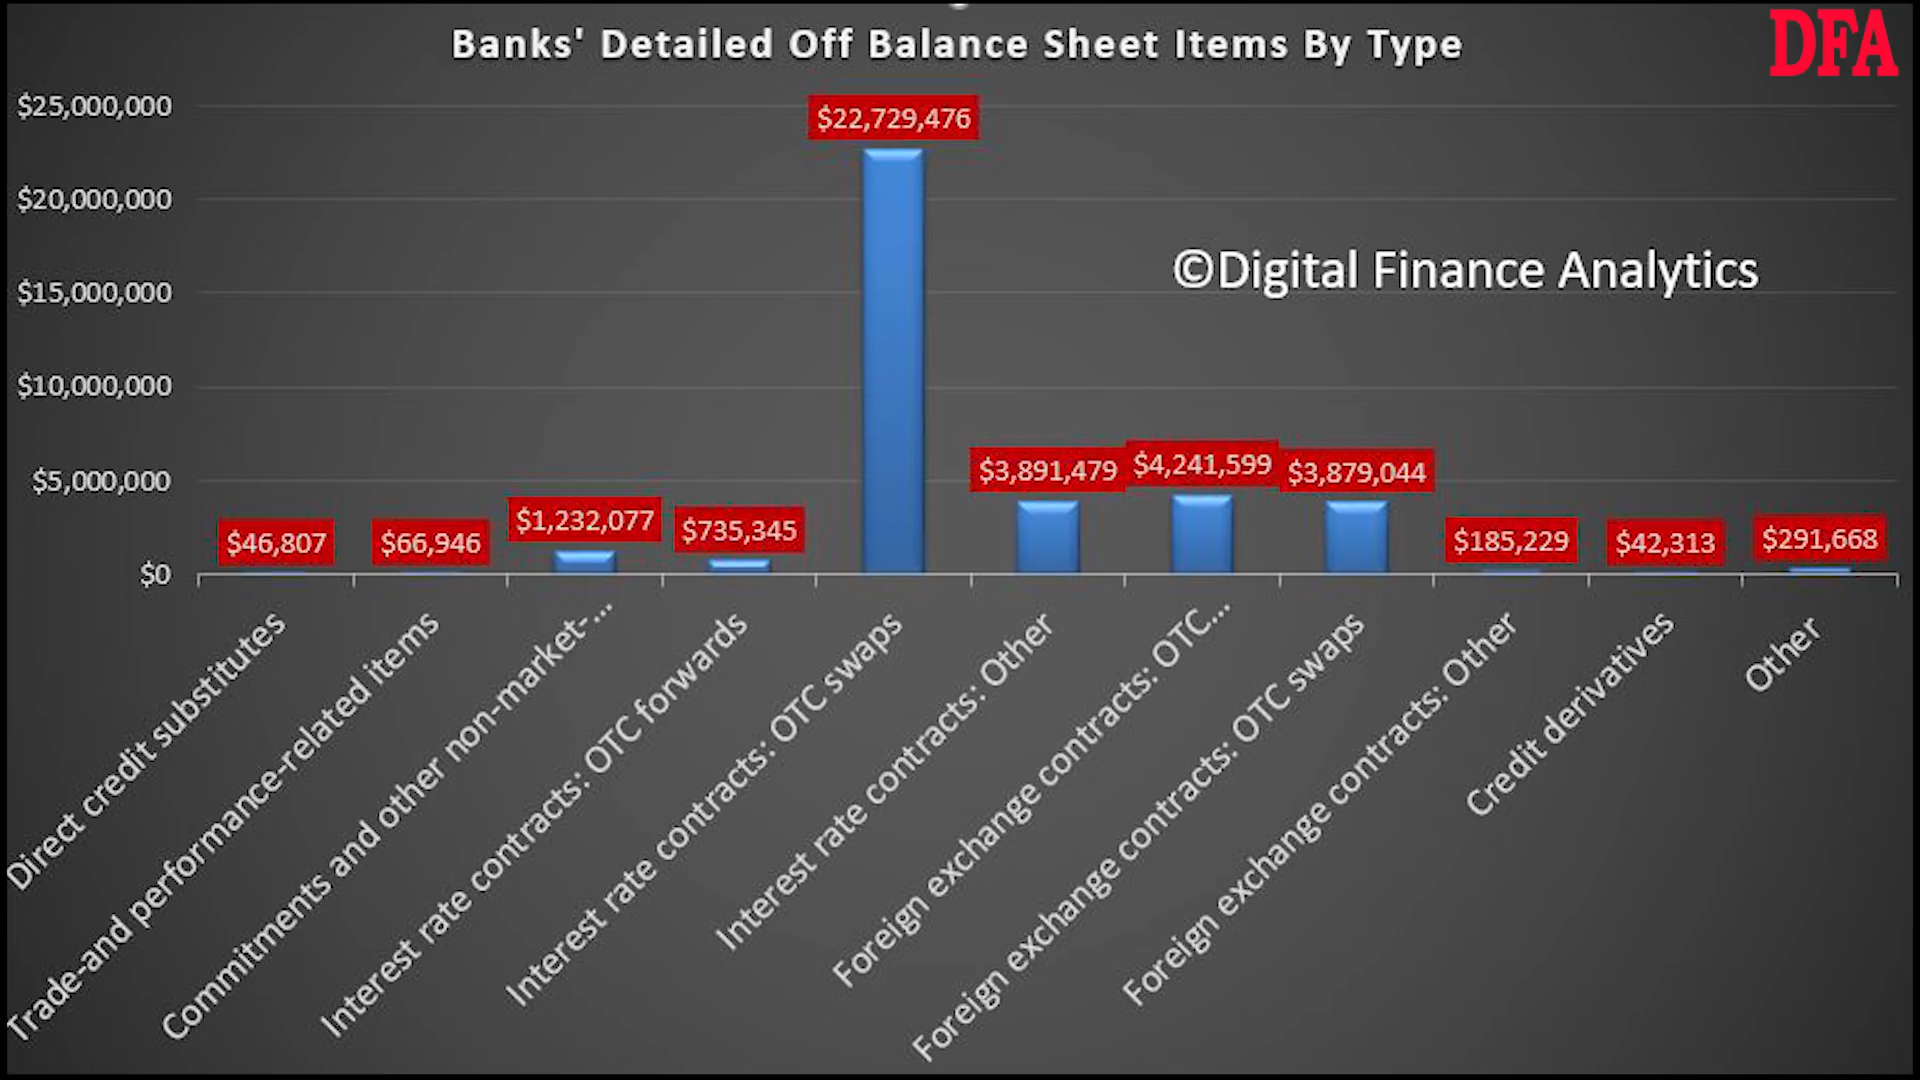 Banks' Detailed Off Balance Sheet Items By Type
DFA
$25,000,000
$20,000,000
$15,000,000
$10,000,000
$5,000,000
$0
©Digital Finance Analytics
$46,807
$66,946
$1,232,077
$735,345
$22,729,476
$3,891,479
$4,241,599
$3,879,044
$185,229
$42,313
$291,668
Direct credit substitutes
Trade-and performance-related items
Commitments and other non-market-...
Interest rate contracts: OTC forwards
Interest rate contracts: OTC swaps
Interest rate contracts: Other
Foreign exchange contracts: OTC...
Foreign exchange contracts: OTC swaps
Foreign exchange contracts: Other
Credit derivatives
Other